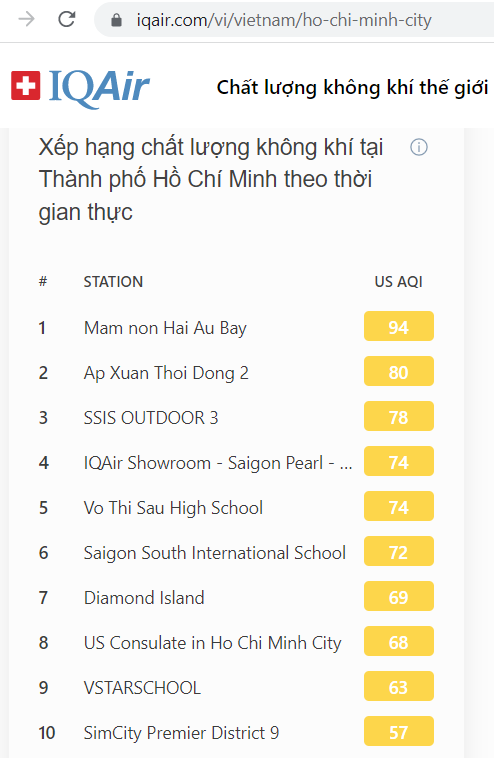 iqair.com/vi/vietnam/ho-chi-minh-city
IQAir
Chất lượng không khí thế giới
Xếp hạng chất lượng không khí tại
Thành phố Hồ Chí Minh theo thời
gian thực
# STATION US AQI
1 Mam non Hai Au Bay 94
2 Ap Xuan Thoi Dong 2 80
3 SSIS OUTDOOR 3 78
4 IQAir Showroom - Saigon Pearl - ... 74
5 Vo Thi Sau High School 74
6 Saigon South International School 72
7 Diamond Island 69
8 US Consulate in Ho Chi Minh City 68
9 VSTARSCHOOL 63
10 SimCity Premier District 9 57